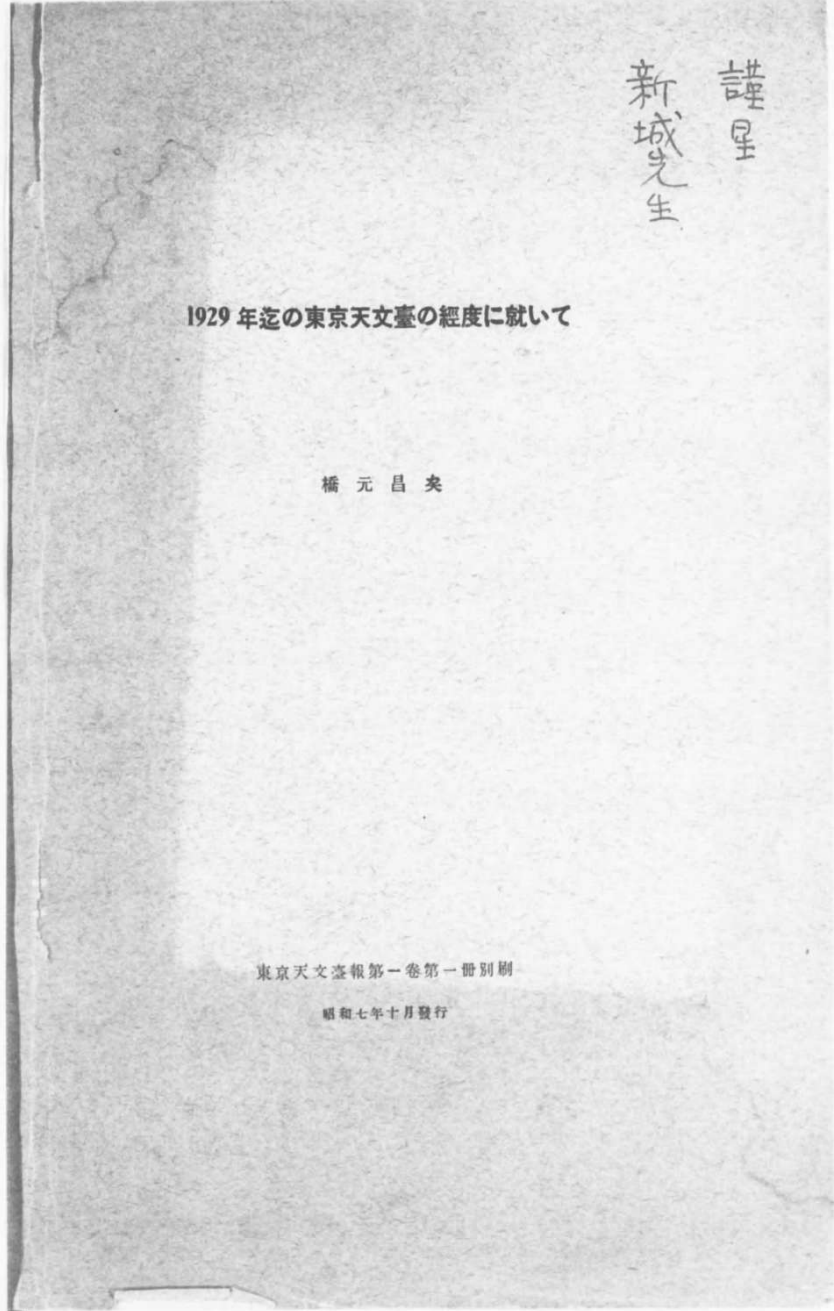 謹呈
新城先生
1929年迄の東京天文臺の經度に就いて
橋元昌矣
東京天文臺報第一卷第一冊別刷
昭和七年十月發行